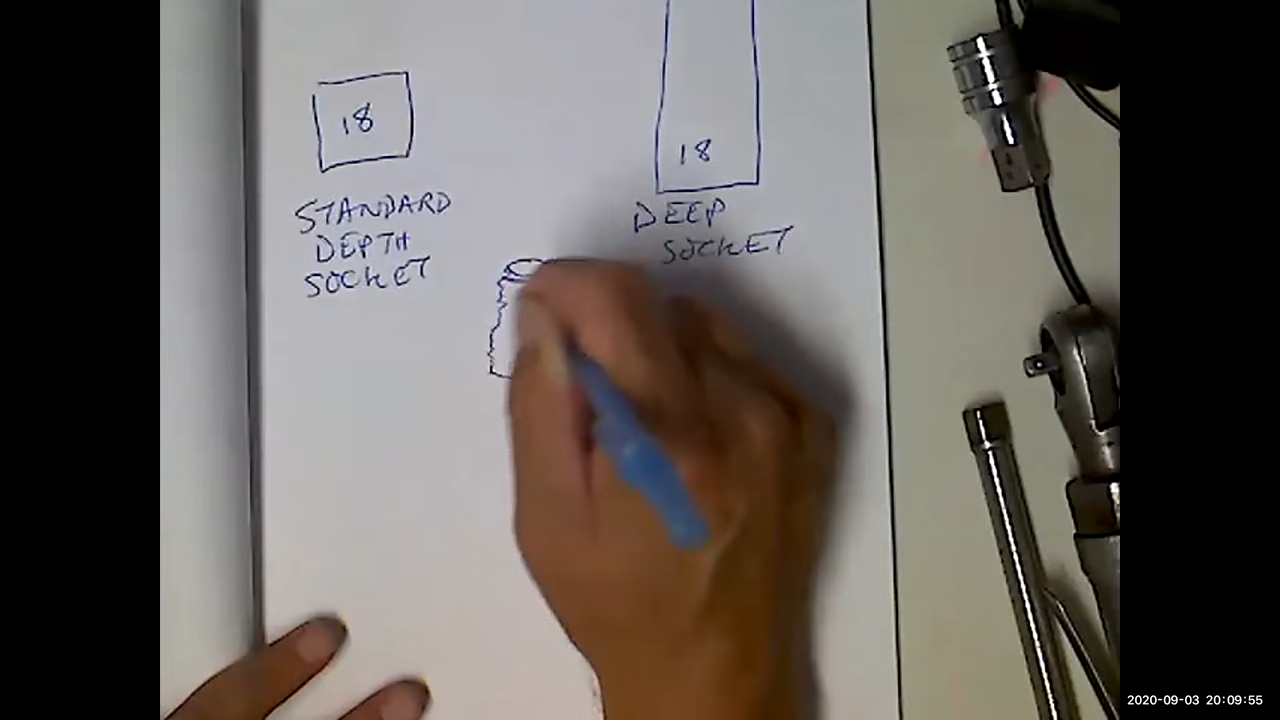 18
STANDARD
DEPTH
SOCKET
18
DEEP
SOCKET
2020-09-03 20:09:55